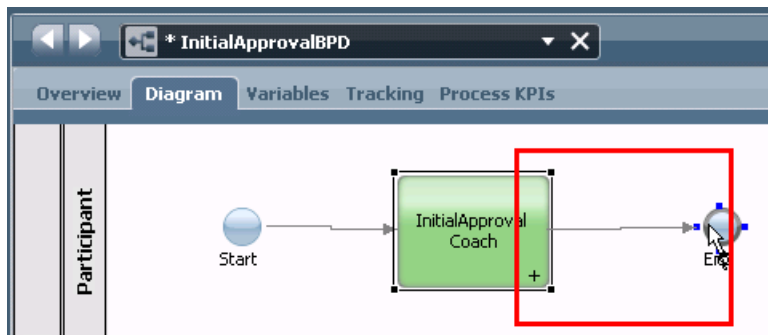 * InitialApprovalBPD
Overview Diagram Variables Tracking Process KPIs
Participant
Start
InitialApproval
Coach
+